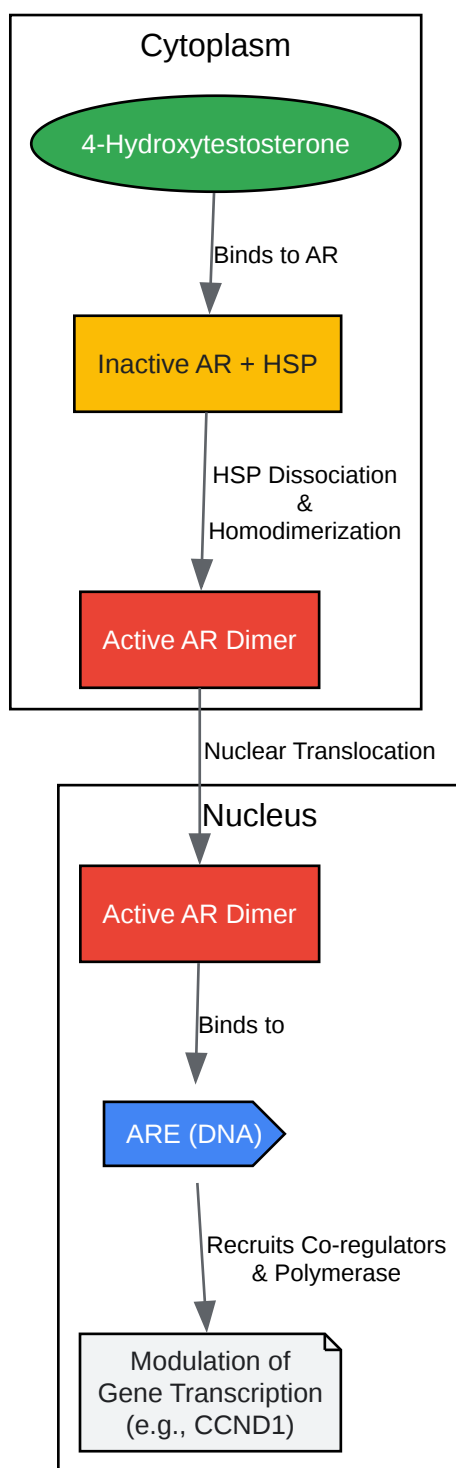 Cytoplasm
4-Hydroxytestosterone
Binds to AR
Inactive AR + HSP
HSP Dissociation
&
Homodimerization
Active AR Dimer
Nuclear Translocation
Nucleus
Active AR Dimer
Binds to
ARE (DNA)
Recruits Co-regulators
& Polymerase
Modulation of
Gene Transcription
(e.g., CCND1)